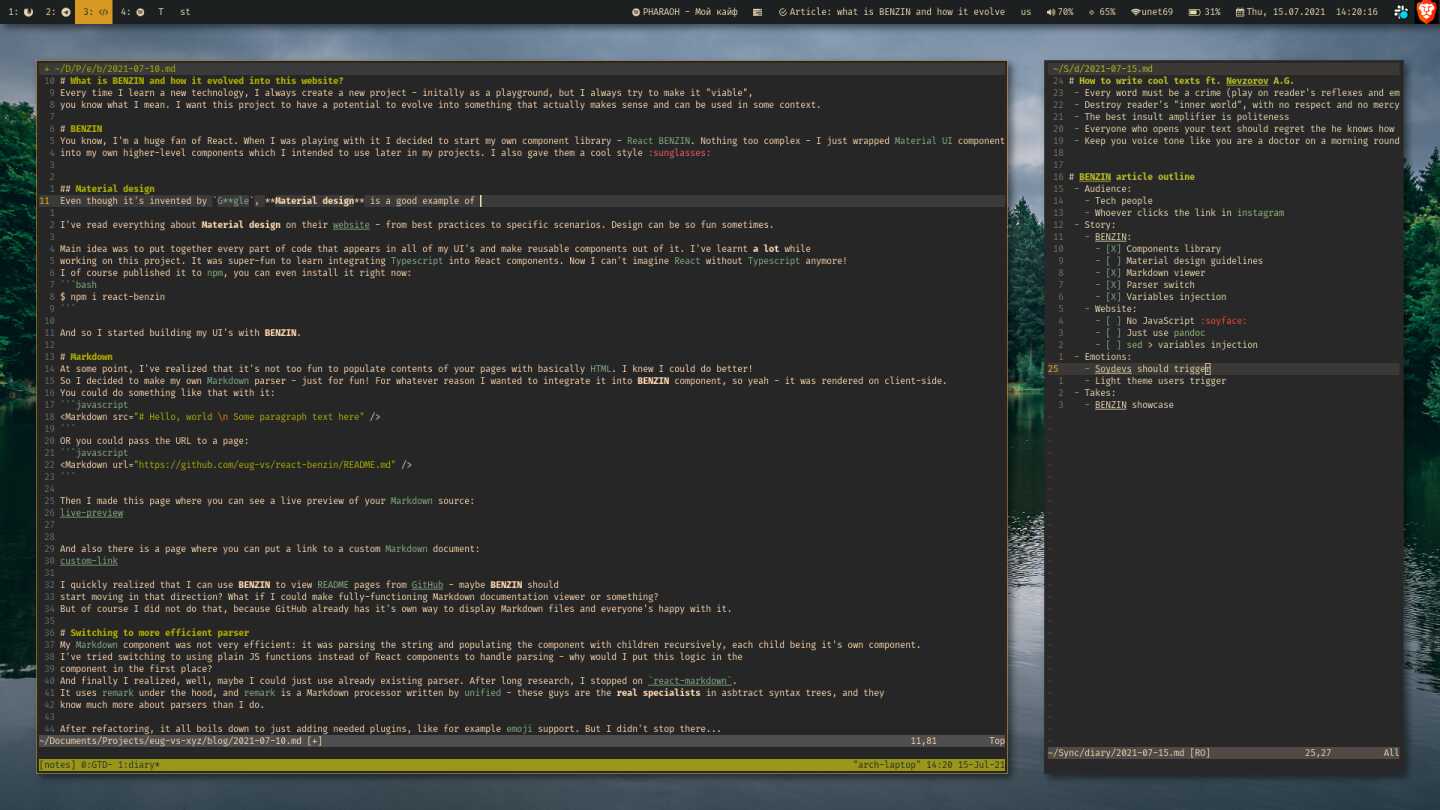 1: 2: 3: </> 4: T st PHARAOH - Мой кайф Article: what is BENZIN and how it evolve us 70% 65% unet69 31% Thu, 15.07.2021 14:20:16
+ ~/D/P/e/b/2021-07-10.md
10 # What is BENZIN and how it evolved into this website?
9 Every time I learn a new technology, I always create a new project - initally as a playground, but I always try to make it "viable",
8 you know what I mean. I want this project to have a potential to evolve into something that actually makes sense and can be used in some context.
7
6 # BENZIN
5 You know, I'm a huge fan of React. When I was playing with it I decided to start my own component library - React BENZIN. Nothing too complex - I just wrapped Material UI component
4 into my own higher-level components which I intended to use later in my projects. I also gave them a cool style :sunglasses:
3
2
1 ## Material design
11 Even though it's invented by `G**gle`, **Material design** is a good example of
1
2 I've read everything about Material design on their website - from best practices to specific scenarios. Design can be so fun sometimes.
3
4 Main idea was to put together every part of code that appears in all of my UI's and make reusable components out of it. I've learnt a lot while
5 working on this project. It was super-fun to learn integrating Typescript into React components. Now I can't imagine React without Typescript anymore!
6 I of course published it to npm, you can even install it right now:
7 ```bash
8 $ npm i react-benzin
9 ```
10
11 And so I started building my UI's with BENZIN.
12
13 # Markdown
14 At some point, I've realized that it's not too fun to populate contents of your pages with basically HTML. I knew I could do better!
15 So I decided to make my own Markdown parser - just for fun! For whatever reason I wanted to integrate it into BENZIN component, so yeah - it was rendered on client-side.
16 You could do something like that with it:
17 ```javascript
18 <Markdown src="# Hello, world \n Some paragraph text here" />
19 ```
20 OR you could pass the URL to a page:
21 ```javascript
22 <Markdown url="https://github.com/eug-vs/react-benzin/README.md" />
23 ```
24
25 Then I made this page where you can see a live preview of your Markdown source:
26 live-preview
27
28
29 And also there is a page where you can put a link to a custom Markdown document:
30 custom-link
31
32 I quickly realized that I can use BENZIN to view README pages from GitHub - maybe BENZIN should
33 start moving in that direction? What if I could make fully-functioning Markdown documentation viewer or something?
34 But of course I did not do that, because GitHub already has it's own way to display Markdown files and everyone's happy with it.
35
36 # Switching to more efficient parser
37 My Markdown component was not very efficient: it was parsing the string and populating the component with children recursively, each child being it's own component.
38 I've tried switching to using plain JS functions instead of React components to handle parsing - why would I put this logic in the
39 component in the first place?
40 And finally I realized, well, maybe I could just use already existing parser. After long research, I stopped on `react-markdown`.
41 It uses remark under the hood, and remark is a Markdown processor written by unified - these guys are the real specialists in asbtract syntax trees, and they
42 know much more about parsers than I do.
43
44 After refactoring, it all boils down to just adding needed plugins, like for example emoji support. But I didn't stop there...
~/Documents/Projects/eug-vs-xyz/blog/2021-07-10.md [+] 11,81 Top
[notes] 0:GTD- 1:diary* "arch-laptop" 14:20 15-Jul-21
~/S/d/2021-07-15.md
24 # How to write cool texts ft. Nevzorov A.G.
23 - Every word must be a crime (play on reader's reflexes and em
22 - Destroy reader's "inner world", with no respect and no mercy
21 - The best insult amplifier is politeness
20 - Everyone who opens your text should regret the he knows how
19 - Keep you voice tone like you are a doctor on a morning round
18
17
16 # BENZIN article outline
15 - Audience:
14 - Tech people
13 - Whoever clicks the link in instagram
12 - Story:
11 - BENZIN:
10 - [X] Components library
9 - [ ] Material design guidelines
8 - [X] Markdown viewer
7 - [X] Parser switch
6 - [X] Variables injection
5 - Website:
4 - [ ] No JavaScript :soyface:
3 - [ ] Just use pandoc
2 - [ ] sed > variables injection
1 - Emotions:
25 - Soydevs should trigger
1 - Light theme users trigger
2 - Takes:
3 - BENZIN showcase
~/Sync/diary/2021-07-15.md [RO] 25,27 All